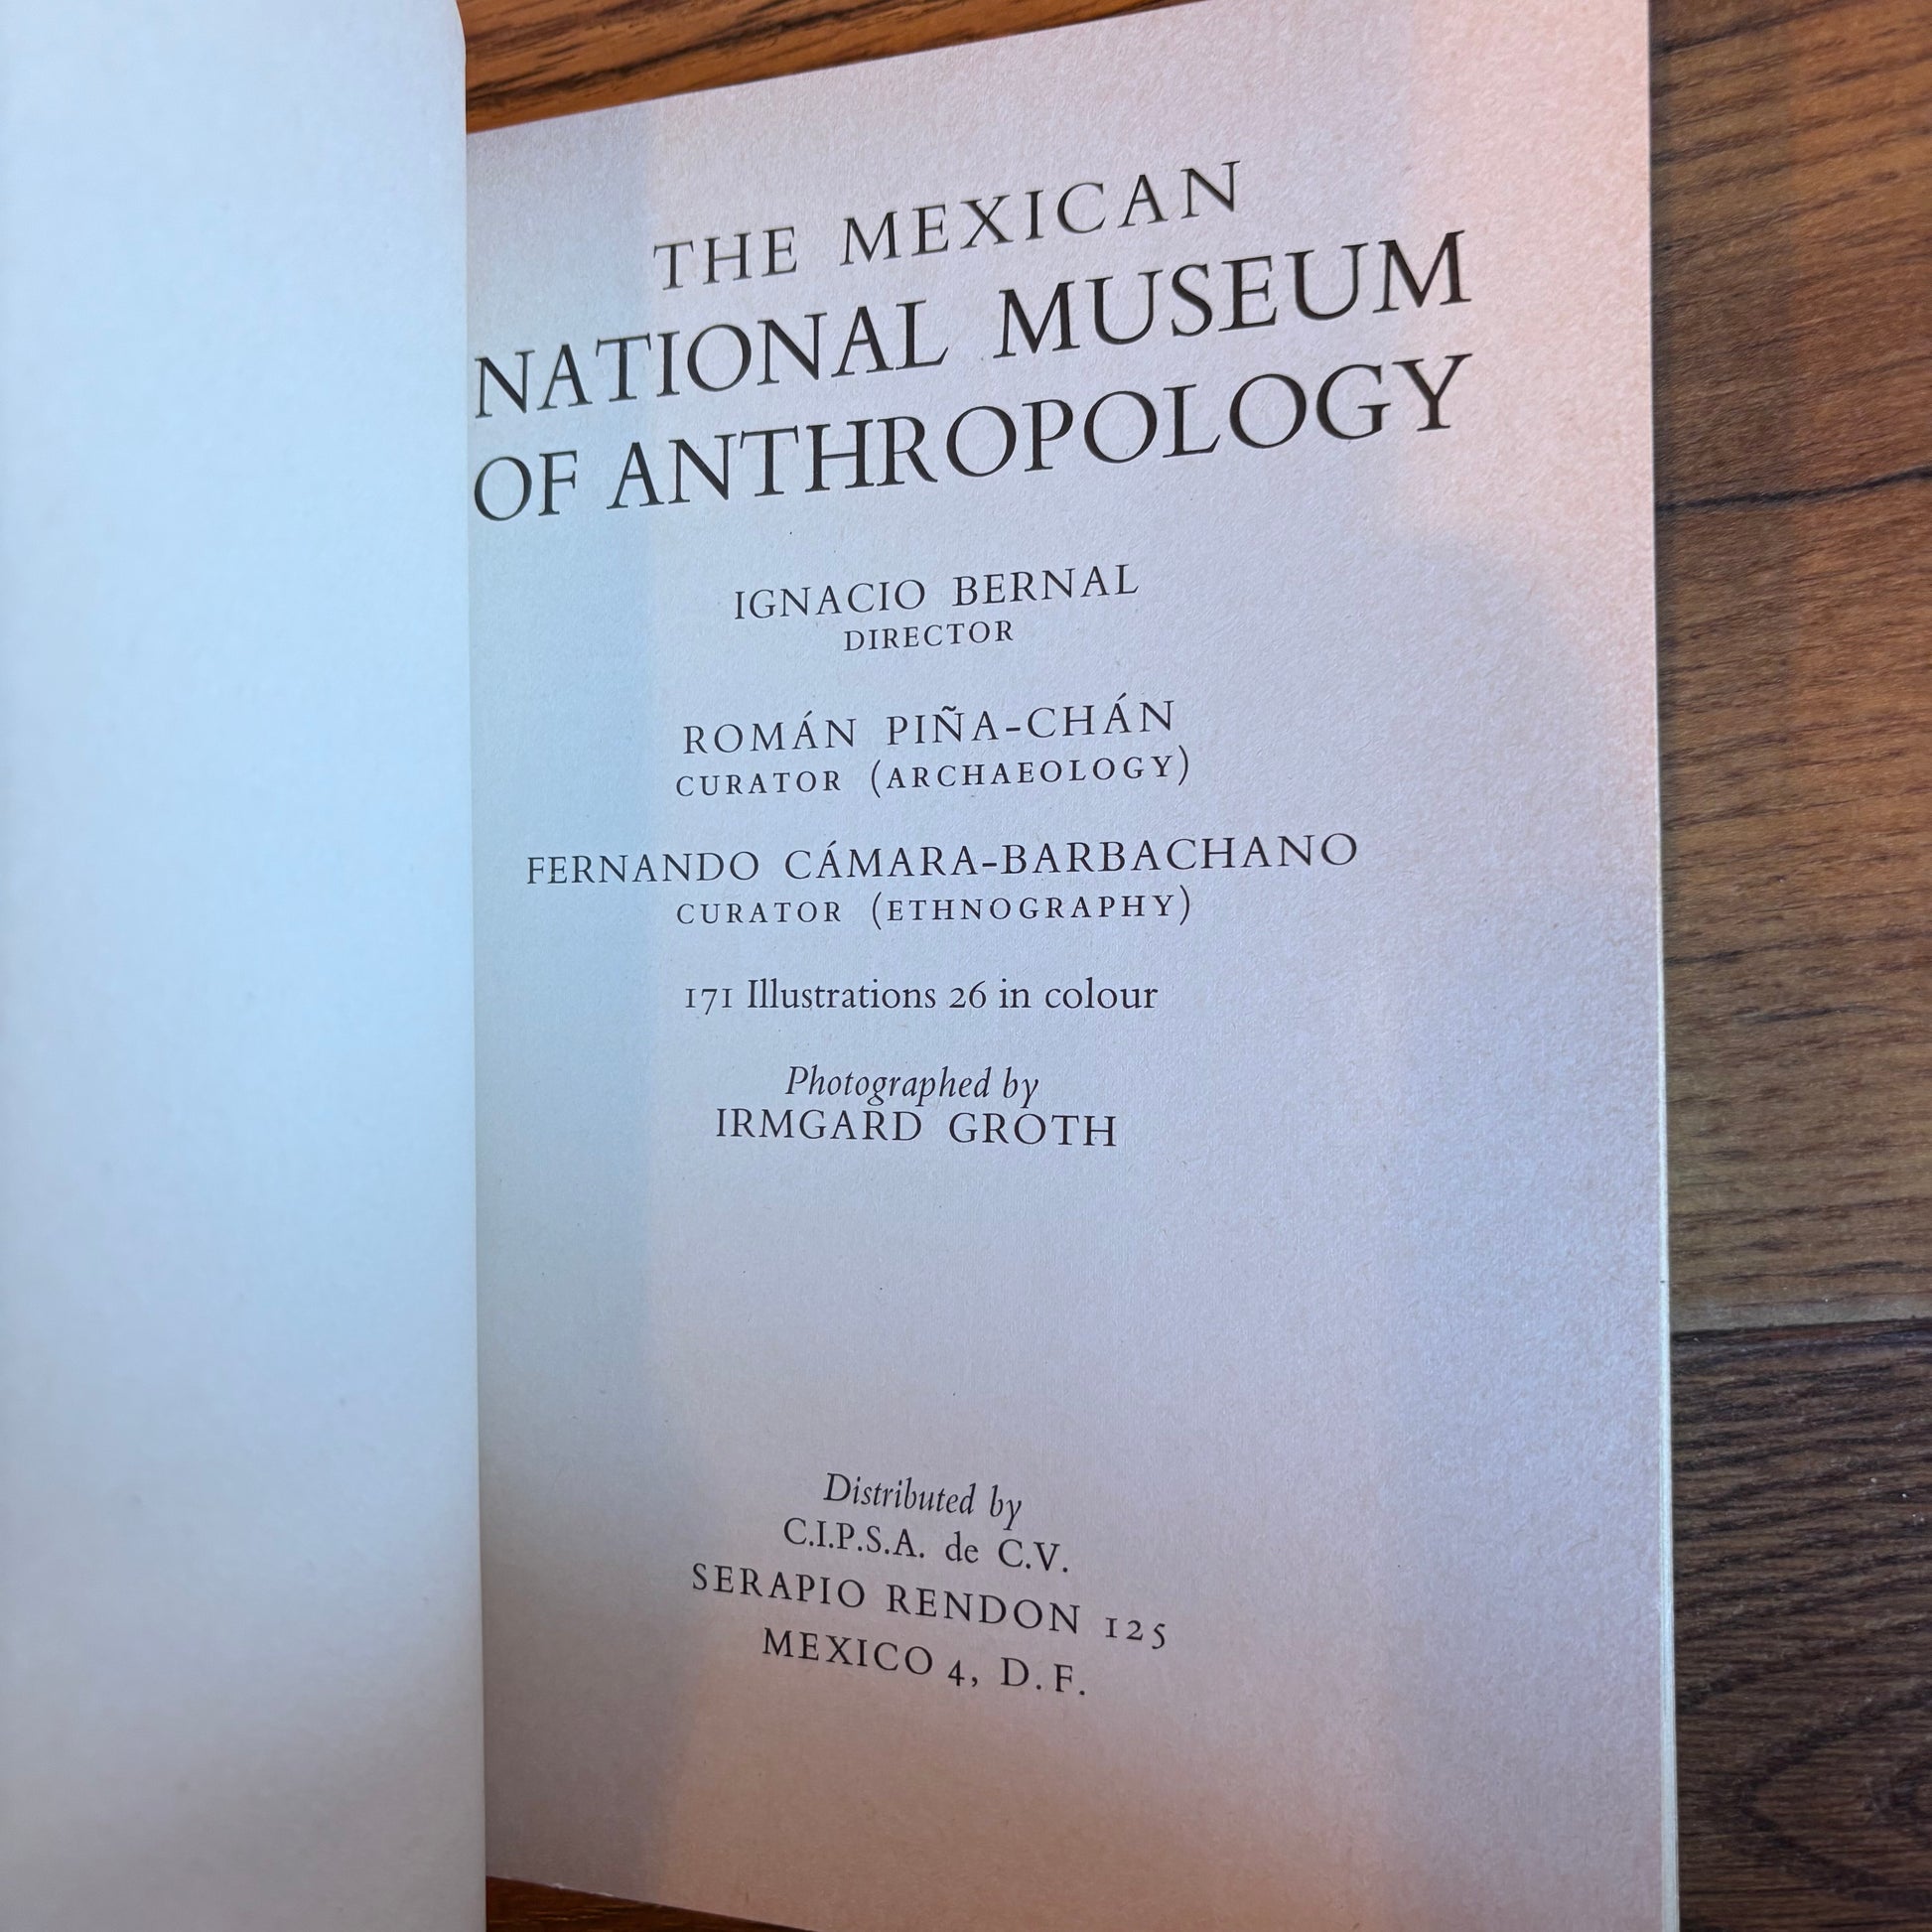 THE MEXICAN
NATIONAL MUSEUM
OF ANTHROPOLOGY
IGNACIO BERNAL
DIRECTOR
ROMÁN PIÑA-CHÁN
CURATOR (ARCHAEOLOGY)
FERNANDO CÁMARA-BARBACHANO
CURATOR (ETHNOGRAPHY)
171 Illustrations 26 in colour
Photographed by
IRMGARD GROTH
Distributed by
C.I.P.S.A. de C.V.
SERAPIO RENDON 125
MEXICO 4, D.F.